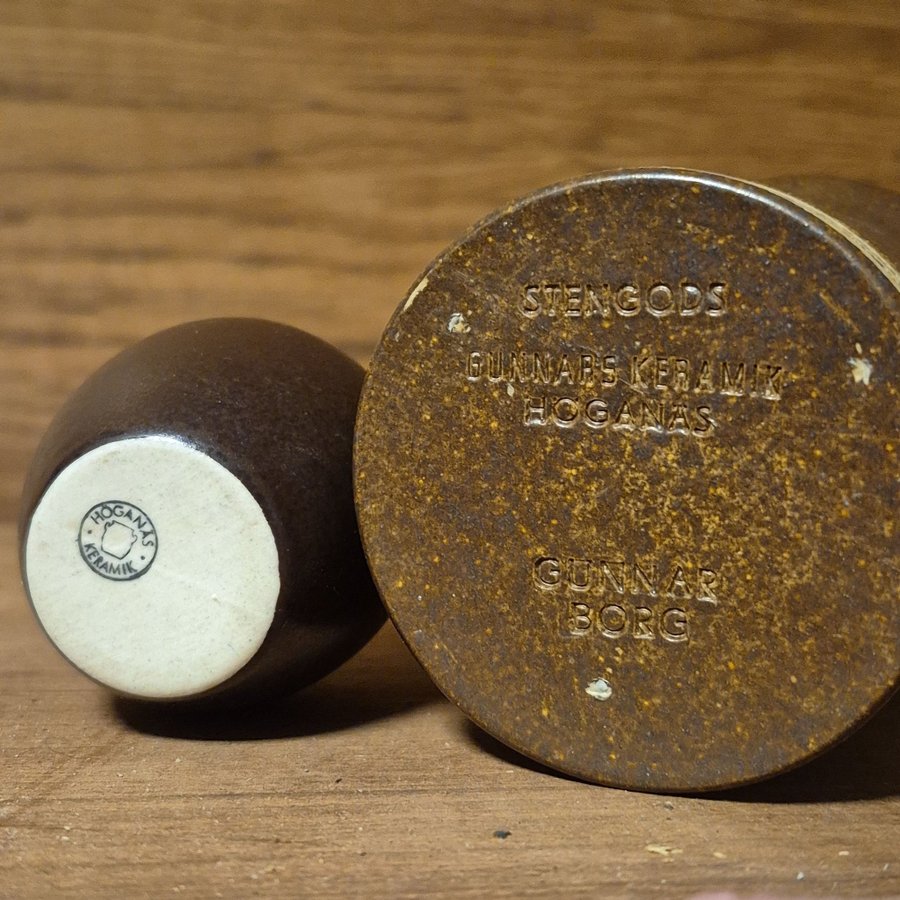 HÖGANÄS
KERAMIK
STENGODS
GUNNARS KERAMIK
HÖGANÄS
GUNNAR
BORG